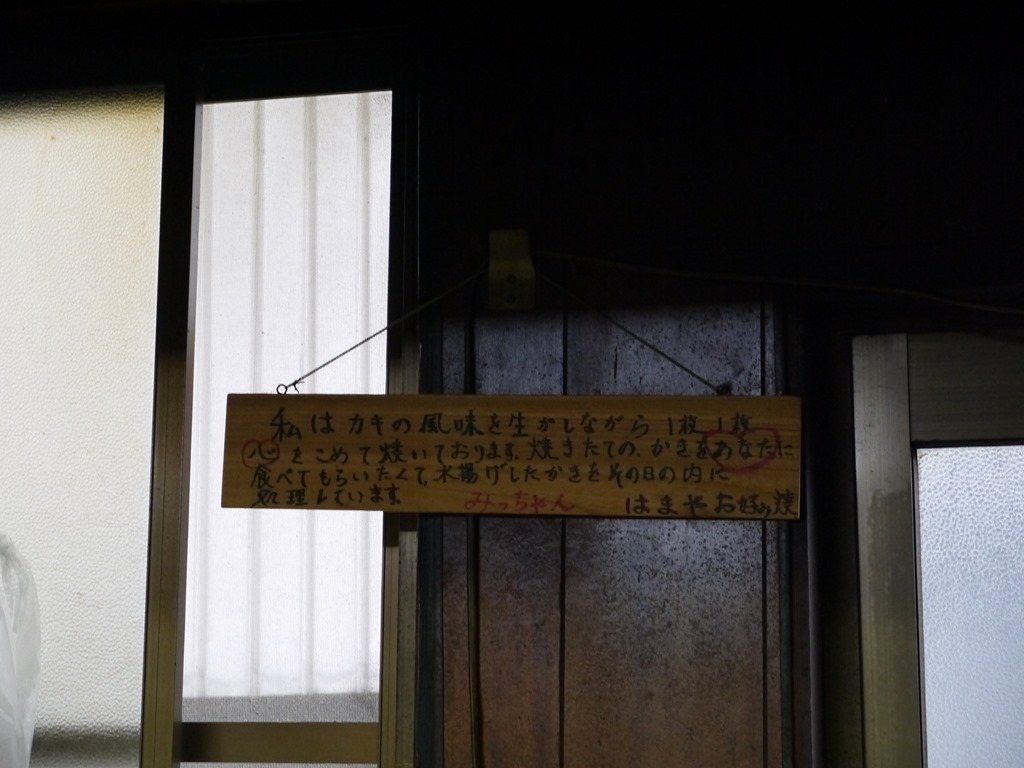 私はカキの風味を生かしながら1枚1枚
心をこめて焼いております。焼きたての、かきをあなたに
食べてもらいたくて、水揚げしたかきをその日の内に
処理しています。 みっちゃん はまやお好み焼